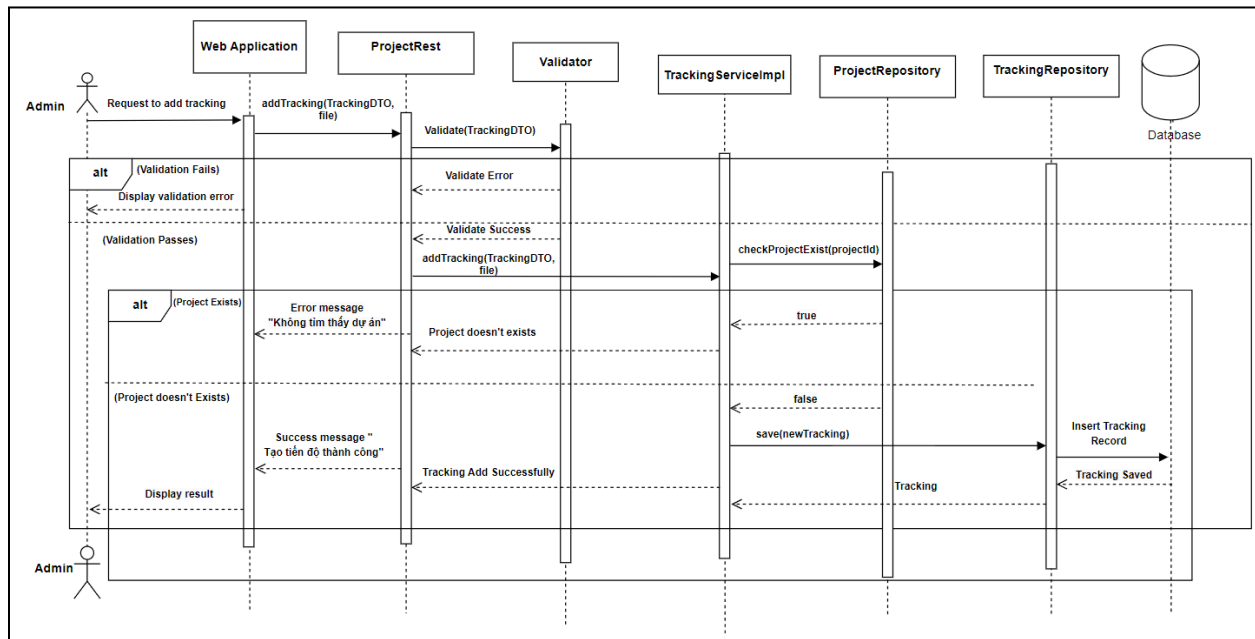 Web Application
ProjectRest
Validator
TrackingServiceImpl
ProjectRepository
TrackingRepository
Database
Admin
Request to add tracking
addTracking(TrackingDTO,
file)
Validate(TrackingDTO)
alt
(Validation Fails)
Validate Error
Display validation error
(Validation Passes)
Validate Success
addTracking(TrackingDTO,
file)
checkProjectExist(projectId)
alt
(Project Exists)
Error message
"Không tìm thấy dự án"
true
Project doesn't exists
(Project doesn't Exists)
false
Success message "
Tạo tiến độ thành công"
save(newTracking)
Insert Tracking
Record
Tracking Add Successfully
Tracking Saved
Tracking
Display result
Admin